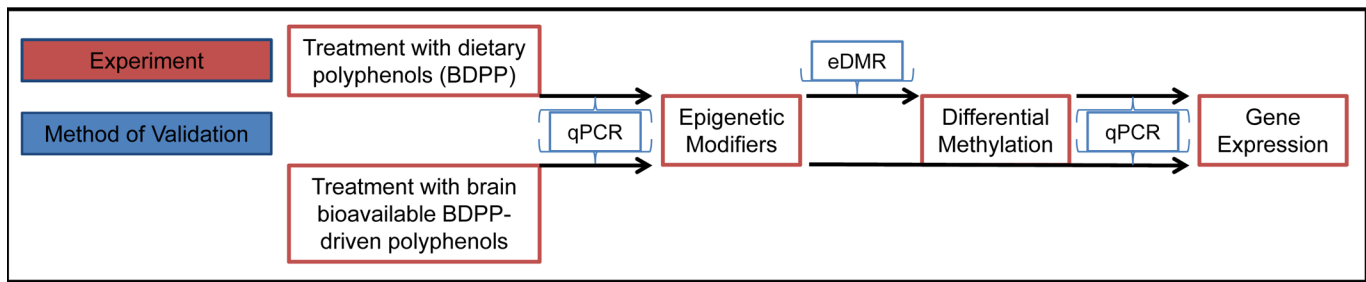 Experiment
Method of Validation
Treatment with dietary
polyphenols (BDPP)
Treatment with brain
bioavailable BDPP-
driven polyphenols
qPCR
Epigenetic
Modifiers
eDMR
Differential
Methylation
qPCR
Gene
Expression